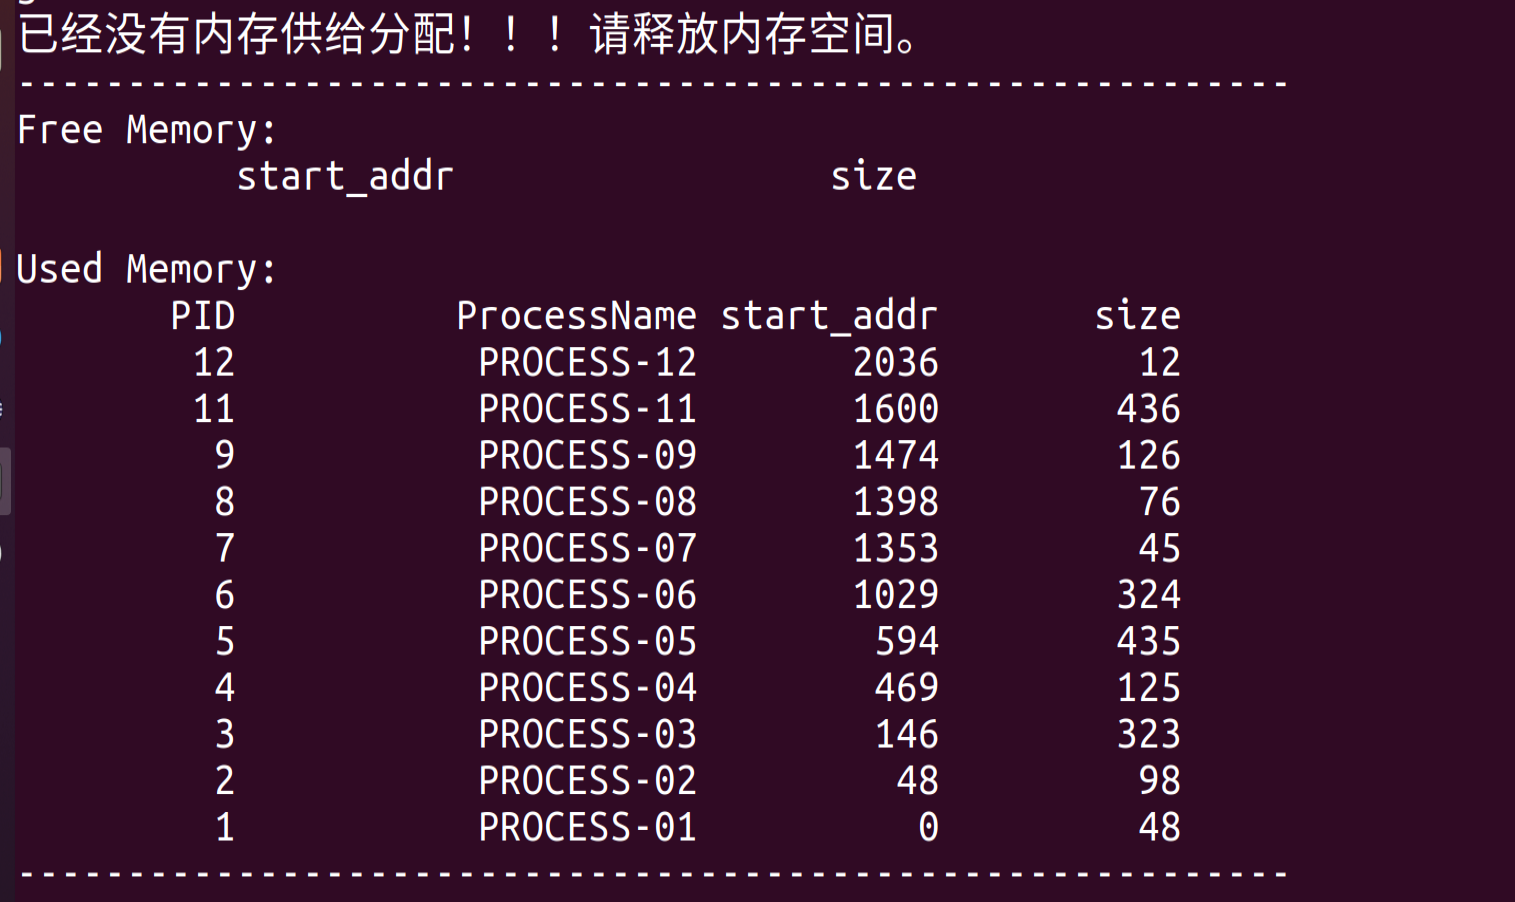 已经没有内存供给分配！！！请释放内存空间。
----------------------------------------------------------
Free Memory:
start_addr size
Used Memory:
PID ProcessName start_addr size
12 PROCESS-12 2036 12
11 PROCESS-11 1600 436
9 PROCESS-09 1474 126
8 PROCESS-08 1398 76
7 PROCESS-07 1353 45
6 PROCESS-06 1029 324
5 PROCESS-05 594 435
4 PROCESS-04 469 125
3 PROCESS-03 146 323
2 PROCESS-02 48 98
1 PROCESS-01 0 48
----------------------------------------------------------